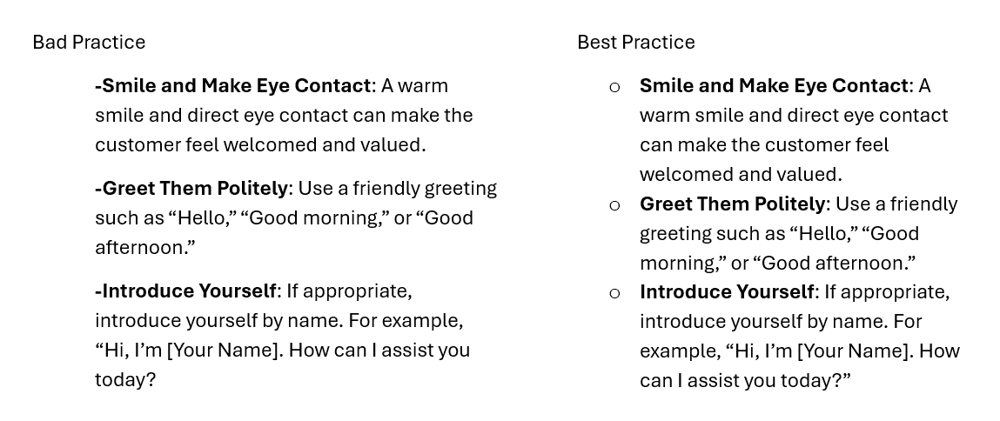 Bad Practice
-Smile and Make Eye Contact: A warm
smile and direct eye contact can make the
customer feel welcomed and valued.
-Greet Them Politely: Use a friendly greeting
such as “Hello,” “Good morning,” or “Good
afternoon.”
-Introduce Yourself: If appropriate,
introduce yourself by name. For example,
“Hi, I’m [Your Name]. How can I assist you
today?
Best Practice
o Smile and Make Eye Contact: A
warm smile and direct eye contact
can make the customer feel
welcomed and valued.
o Greet Them Politely: Use a friendly
greeting such as “Hello,” “Good
morning,” or “Good afternoon.”
o Introduce Yourself: If appropriate,
introduce yourself by name. For
example, “Hi, I’m [Your Name]. How
can I assist you today?”